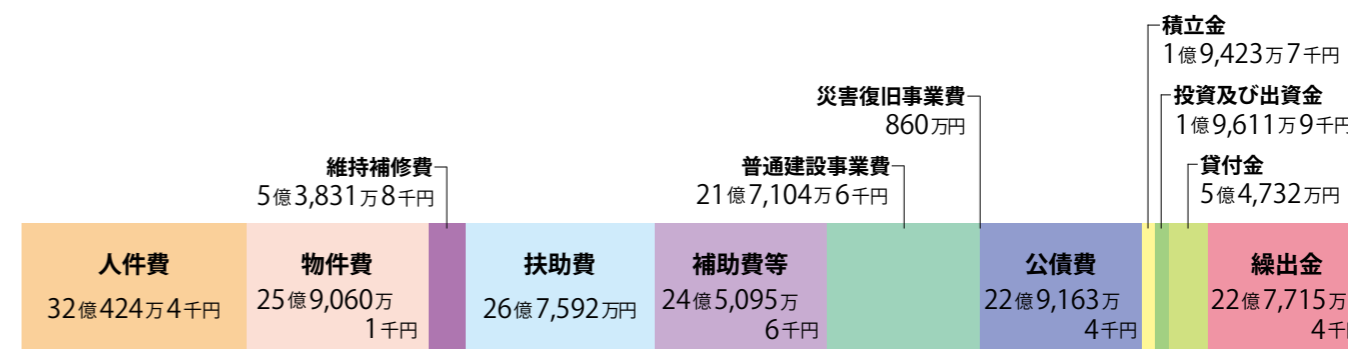 積立金
1億9,423万7千円
災害復旧事業費
860万円
投資及び出資金
1億9,611万9千円
維持補修費
5億3,831万8千円
普通建設事業費
21億7,104万6千円
貸付金
5億4,732万円
人件費
32億424万4千円
物件費
25億9,060万
1千円
扶助費
26億7,592万円
補助費等
24億5,095万
6千円
公債費
22億9,163万
4千円
繰出金
22億7,715万
4千円